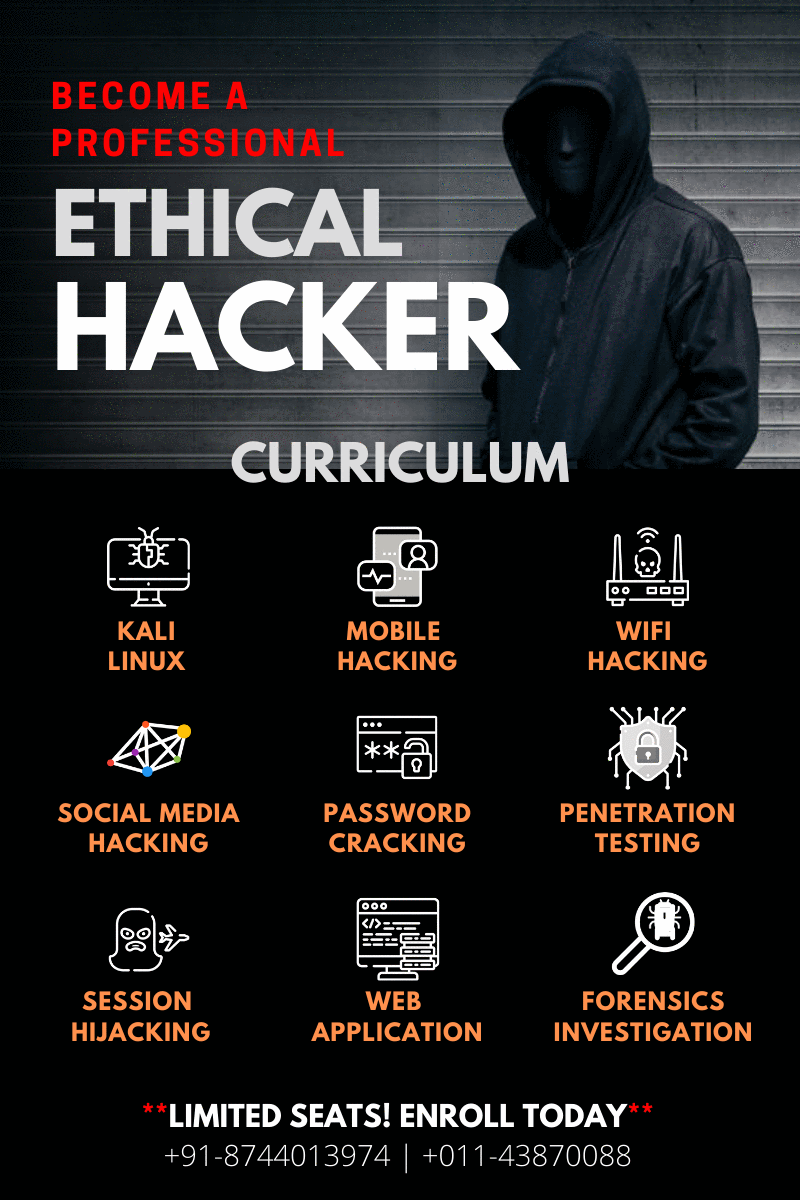 BECOME A
PROFESSIONAL
ETHICAL
HACKER
CURRICULUM
KALI
LINUX
MOBILE
HACKING
WIFI
HACKING
SOCIAL MEDIA
HACKING
PASSWORD
CRACKING
PENETRATION
TESTING
SESSION
HIJACKING
WEB
APPLICATION
FORENSICS
INVESTIGATION
**LIMITED SEATS! ENROLL TODAY**
+91-8744013974 | +011-43870088